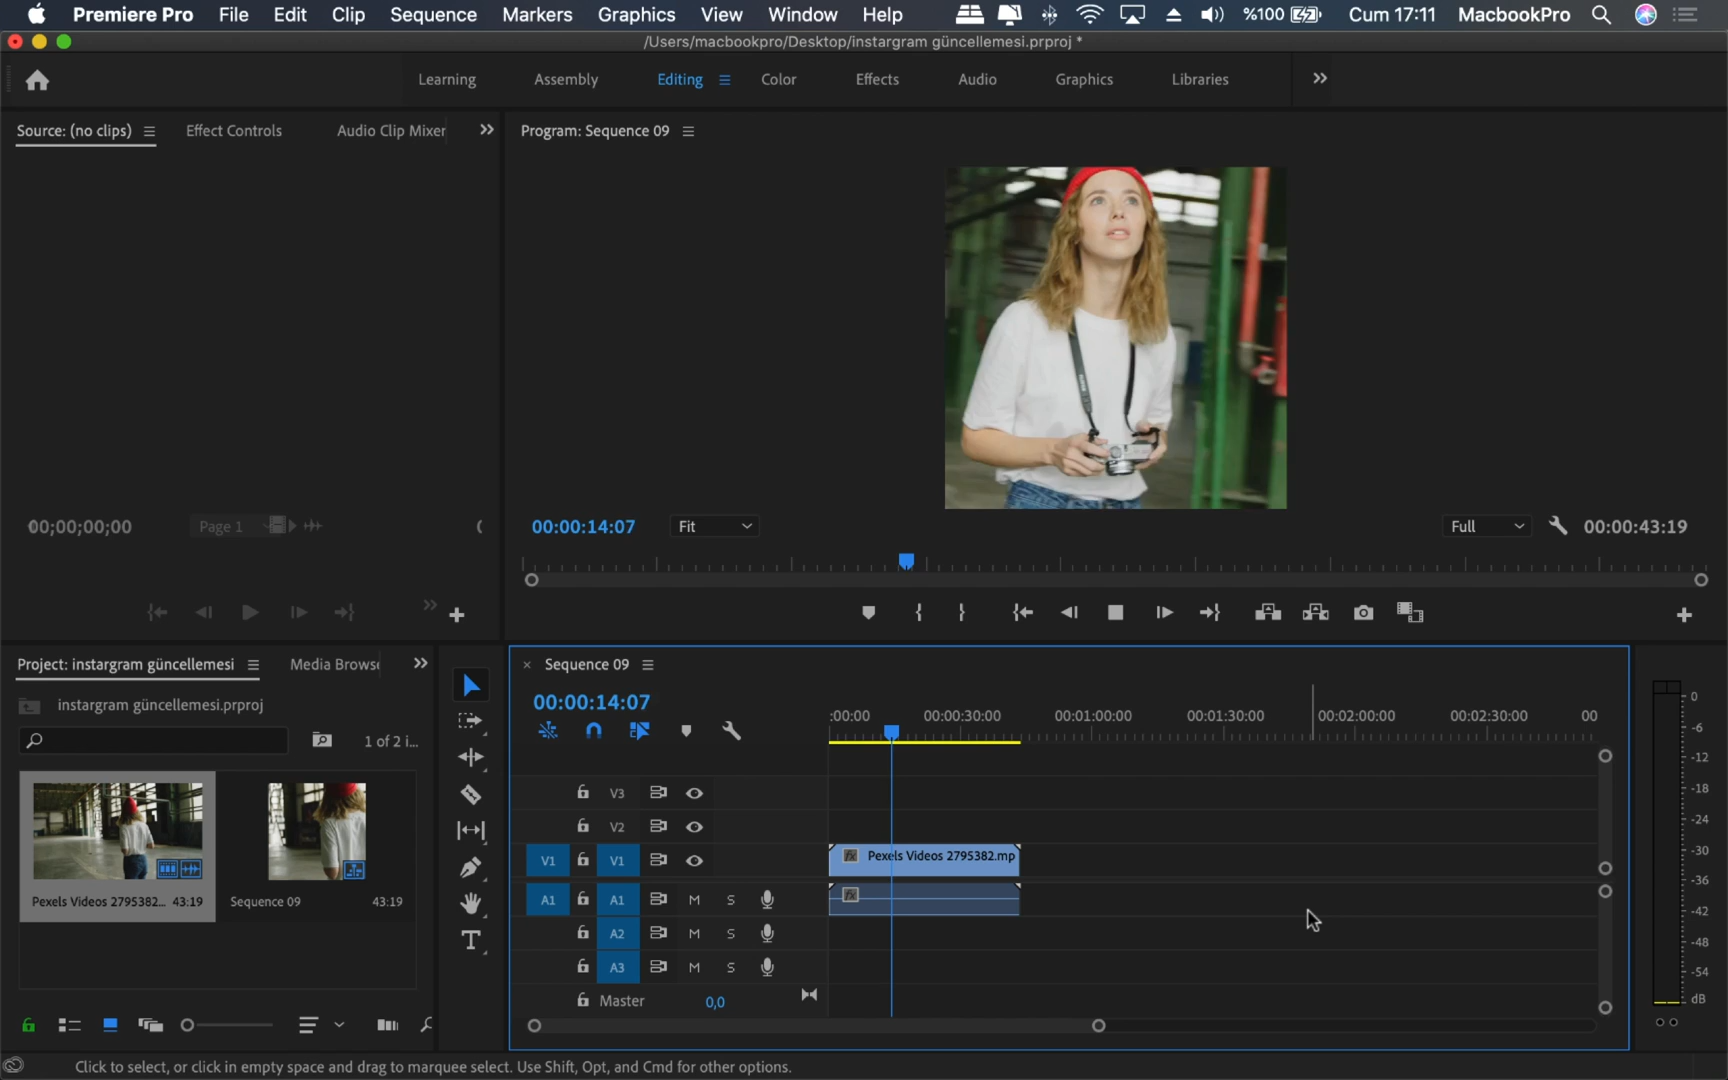 Premiere Pro File Edit Clip Sequence Markers Graphics View Window Help %100 Cum 17:11 MacbookPro
/Users/macbookpro/Desktop/instargram güncellemesi.prproj *
Learning Assembly Editing Color Effects Audio Graphics Libraries
Source: (no clips) Effect Controls Audio Clip Mixer
Program: Sequence 09
00;00;00;00 Page 1
00:00:14:07 Fit Full 00:00:43:19
Project: instargram güncellemesi Media Brows
instargram güncellemesi.prproj
1 of 2 i...
Pexels Videos 2795382... 43:19
Sequence 09 43:19
Sequence 09
00:00:14:07
:00:00 00:00:30:00 00:01:00:00 00:01:30:00 00:02:00:00 00:02:30:00 00
V3
V2
V1 V1 fx Pexels Videos 2795382.mp
A1 A1 M S fx
A2 M S
A3 M S
Master 0,0
0
-6
-12
-18
-24
-30
-36
-42
-48
-54
dB
Click to select, or click in empty space and drag to marquee select. Use Shift, Opt, and Cmd for other options.